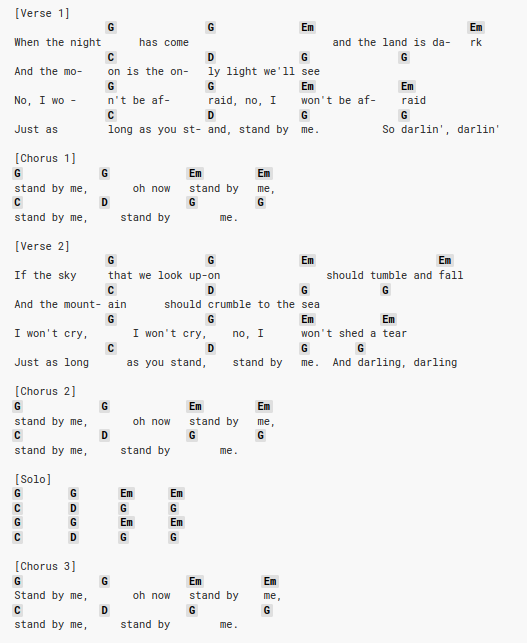 [Verse 1]
G G Em Em
When the night has come and the land is da- rk
C D G G
And the mo- on is the on- ly light we'll see
G G Em Em
No, I wo - n't be af- raid, no, I won't be af- raid
C D G G
Just as long as you st- and, stand by me. So darlin', darlin'
[Chorus 1]
G G Em Em
stand by me, oh now stand by me,
C D G G
stand by me, stand by me.
[Verse 2]
G G Em Em
If the sky that we look up-on should tumble and fall
C D G G
And the mount- ain should crumble to the sea
G G Em Em
I won't cry, I won't cry, no, I won't shed a tear
C D G G
Just as long as you stand, stand by me. And darling, darling
[Chorus 2]
G G Em Em
stand by me, oh now stand by me,
C D G G
stand by me, stand by me.
[Solo]
G G Em Em
C D G G
G G Em Em
C D G G
[Chorus 3]
G G Em Em
Stand by me, oh now stand by me,
C D G G
stand by me, stand by me.